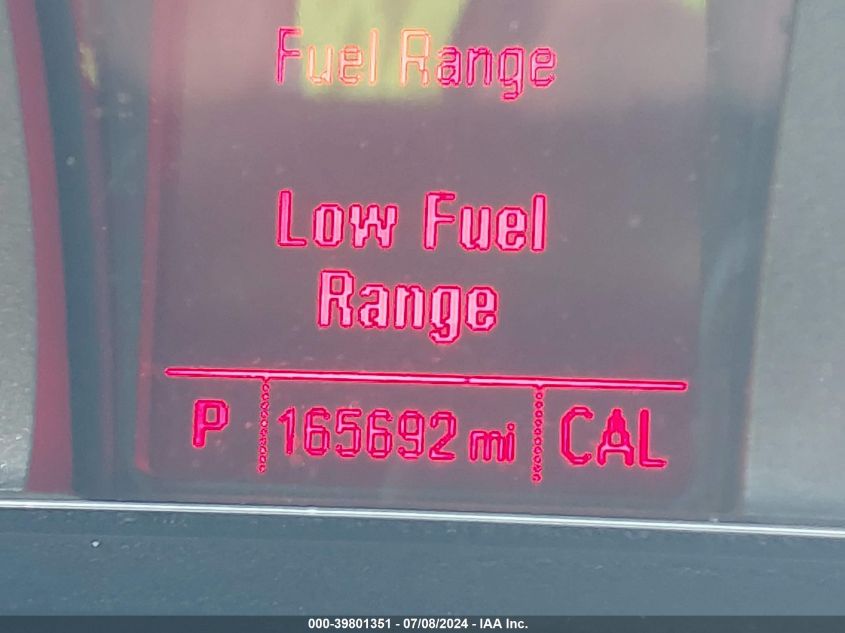 Fuel Range
Low Fuel
Range
P 165692 mi CAL
000-39801351 - 07/08/2024 - IAA Inc.